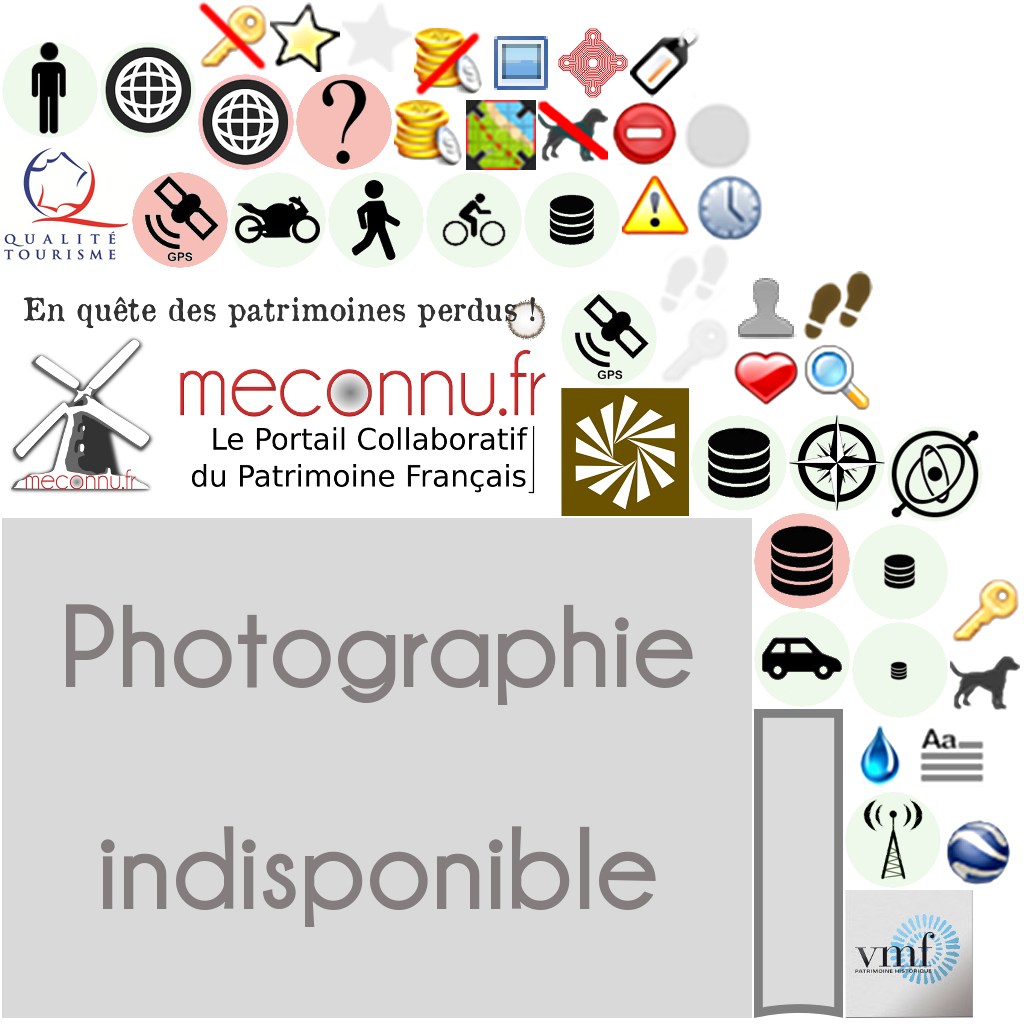 ?
QUALITÉ
TOURISME
GPS
En quête des patrimoines perdus !
GPS
meconnu.fr
meconnu.fr
Le Portail Collaboratif
du Patrimoine Français
Photographie
indisponible
Aa
vmf
PATRIMOINE HISTORIQUE